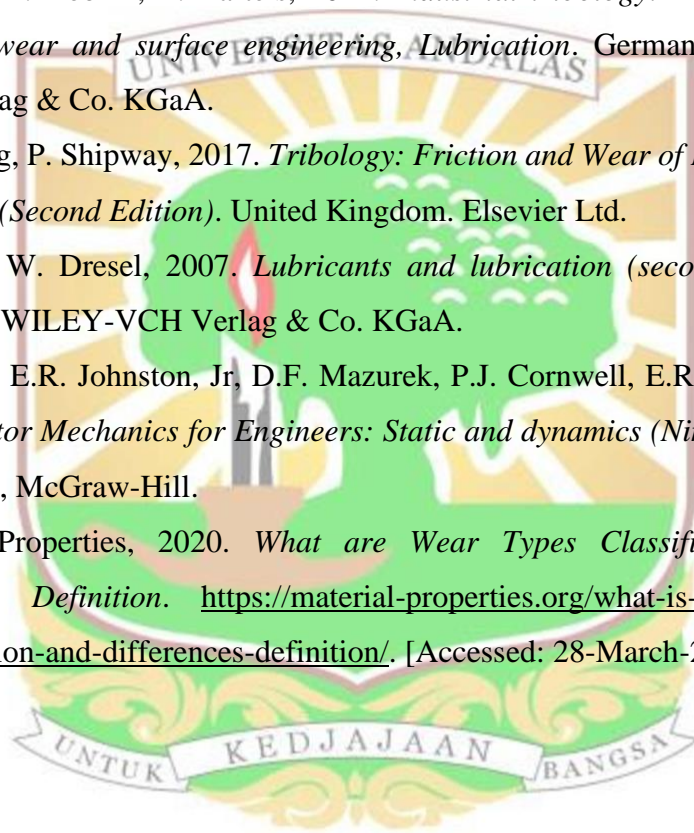 wear and surface engineering, Lubrication. German
UNIVERSITAS ANDALAS
ag & Co. KGaA.
g, P. Shipway, 2017. Tribology: Friction and Wear of
(Second Edition). United Kingdom. Elsevier Ltd.
W. Dresel, 2007. Lubricants and lubrication (seco
WILEY-VCH Verlag & Co. KGaA.
E.R. Johnston, Jr, D.F. Mazurek, P.J. Cornwell, E.R.
tor Mechanics for Engineers: Static and dynamics (Ni
, McGraw-Hill.
Properties, 2020. What are Wear Types Classifi
Definition. https://material-properties.org/what-is-
ion-and-differences-definition/. [Accessed: 28-March-2
UNTUK KEDJAJAAN BANGSA